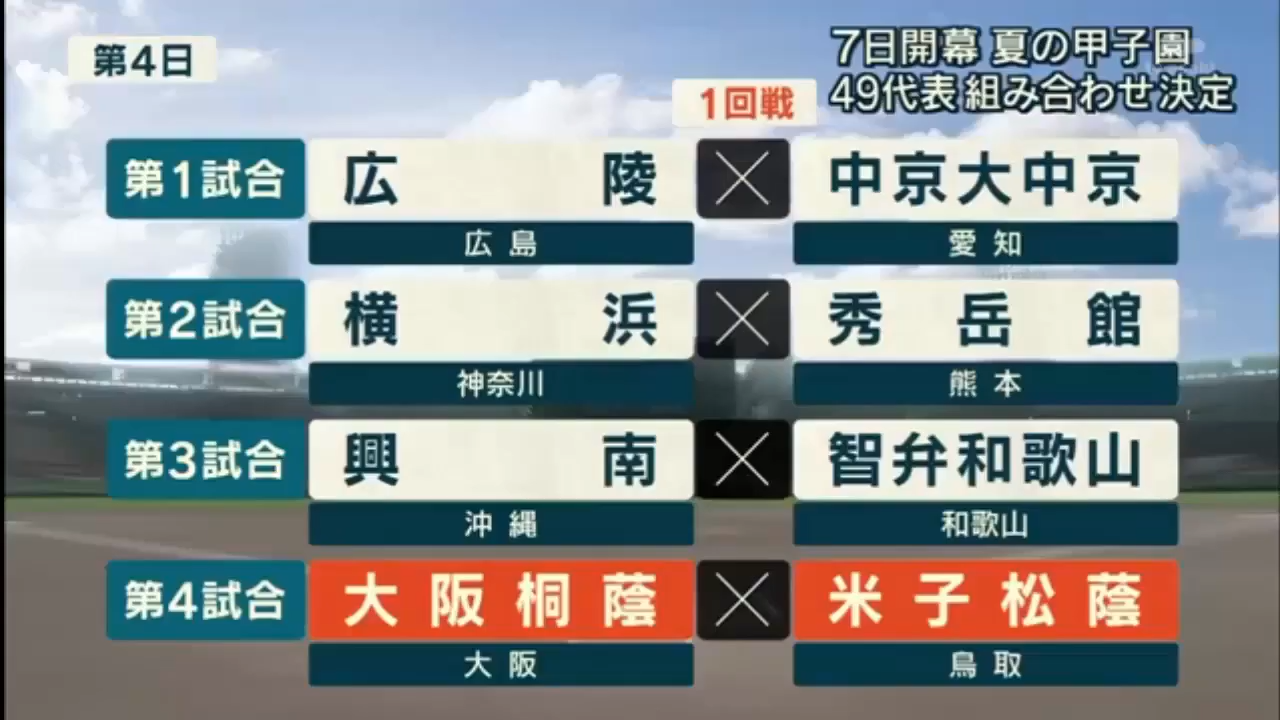 第4日
7日開幕 夏の甲子園
49代表 組み合わせ決定
1回戦
第1試合 広陵 × 中京大中京
広島 愛知
第2試合 横浜 × 秀岳館
神奈川 熊本
第3試合 興南 × 智弁和歌山
沖縄 和歌山
第4試合 大阪桐蔭 × 米子松蔭
大阪 鳥取